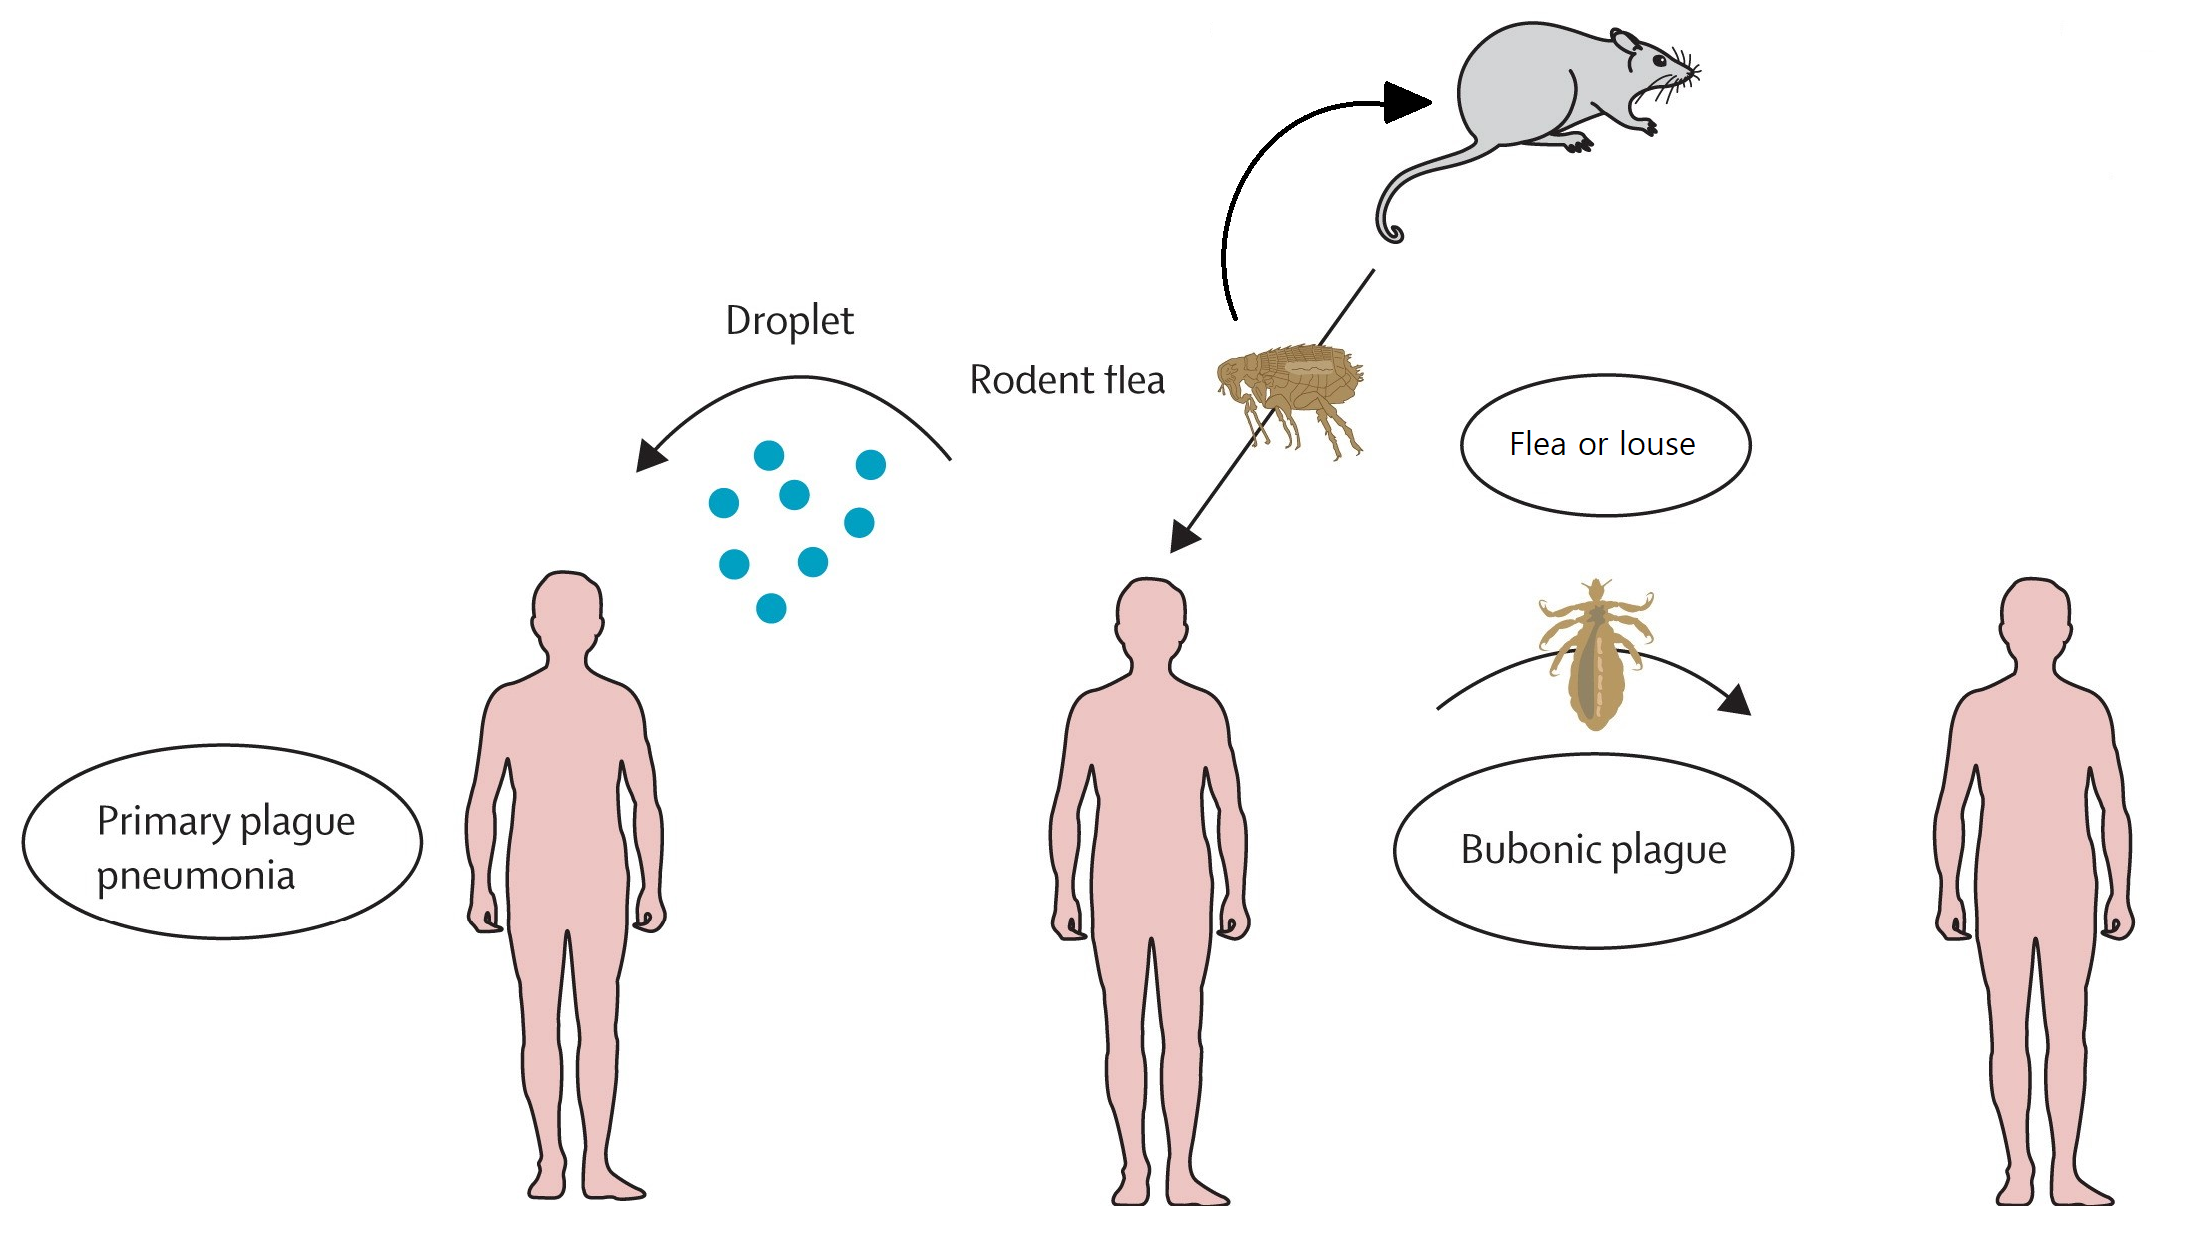 Droplet
Rodent flea
Flea or louse
Primary plague
pneumonia
Bubonic plague